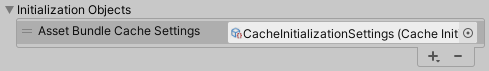 Initialization Objects
Asset Bundle Cache Settings CacheInitializationSettings (Cache Init